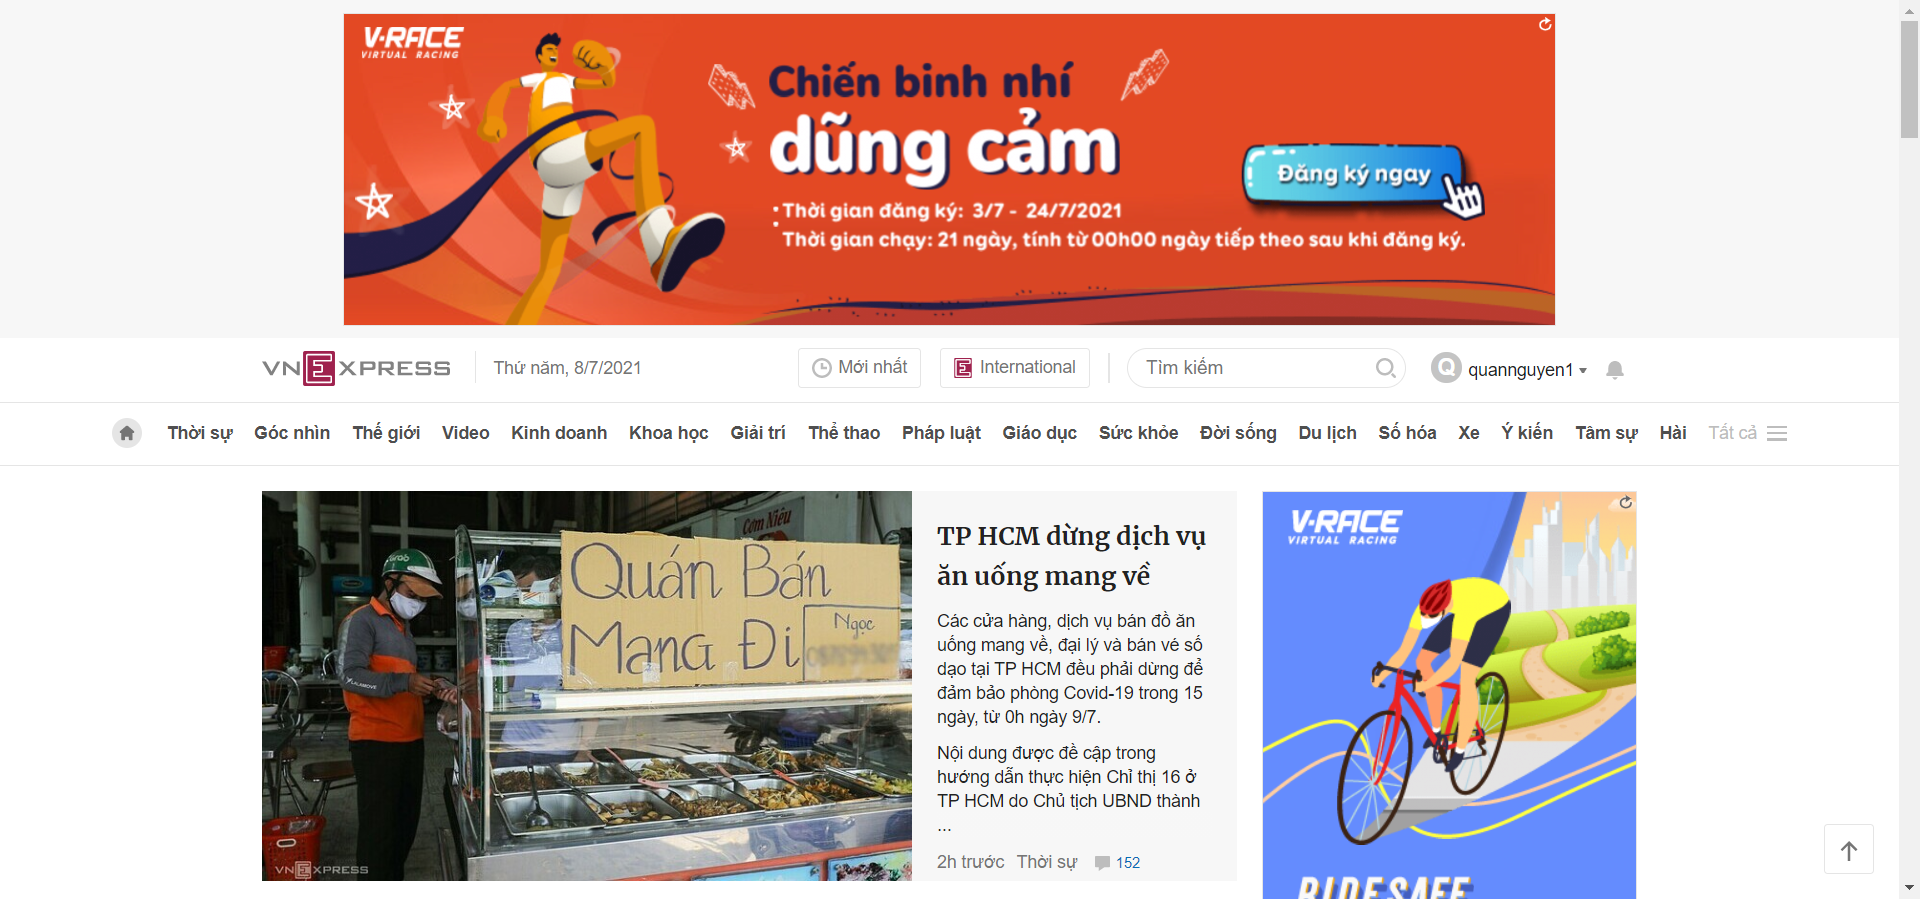 V-RACE
VIRTUAL RACING
Chiến binh nhí
dũng cảm
Đăng ký ngay
• Thời gian đăng ký: 3/7 - 24/7/2021
• Thời gian chạy: 21 ngày, tính từ 00h00 ngày tiếp theo sau khi đăng ký.
VNEXPRESS
Thứ năm, 8/7/2021
Mới nhất
E International
Tìm kiếm
Q quannguyen1
Thời sự Góc nhìn Thế giới Video Kinh doanh Khoa học Giải trí Thể thao Pháp luật Giáo dục Sức khỏe Đời sống Du lịch Số hóa Xe Ý kiến Tâm sự Hài Tất cả
Cơm Niêu
Grab
Quán Bán
Mang Đi
Ngọc
LALAMOVE
VNEXPRESS
TP HCM dừng dịch vụ
ăn uống mang về
Các cửa hàng, dịch vụ bán đồ ăn
uống mang về, đại lý và bán vé số
dạo tại TP HCM đều phải dừng để
đảm bảo phòng Covid-19 trong 15
ngày, từ 0h ngày 9/7.
Nội dung được đề cập trong
hướng dẫn thực hiện Chỉ thị 16 ở
TP HCM do Chủ tịch UBND thành
...
2h trước Thời sự 152
V-RACE
VIRTUAL RACING
RIDE SAFE